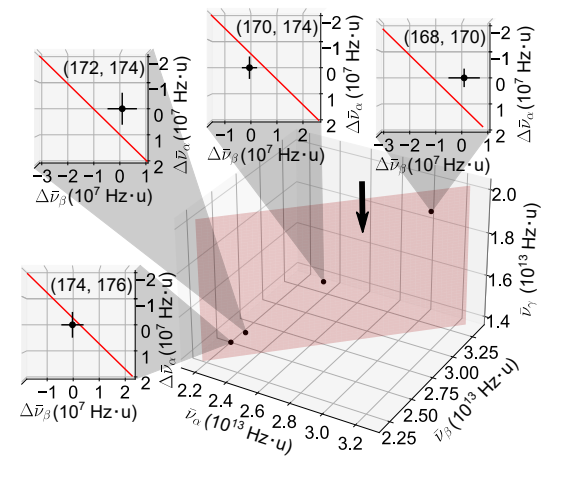 (170, 174)
−2
−1
0
1
2
−1 0 1 2
Δν̄β(10⁷ Hz·u)
Δν̄α(10⁷ Hz·u)
(168, 170)
−2
−1
0
1
2
−3 −2 −1 0 1
Δν̄β(10⁷ Hz·u)
Δν̄α(10⁷ Hz·u)
(172, 174)
−2
−1
0
1
2
−3 −2 −1 0 1
Δν̄β(10⁷ Hz·u)
Δν̄α(10⁷ Hz·u)
(174, 176)
−2
−1
0
1
2
−1 0 1 2
Δν̄β(10⁷ Hz·u)
Δν̄α(10⁷ Hz·u)
2.0
1.8
1.6
1.4
ν̄γ (10¹³ Hz·u)
3.25
3.00
2.75
2.50
2.25
ν̄β (10¹³ Hz·u)
2.2 2.4 2.6 2.8 3.0 3.2
ν̄α (10¹³ Hz·u)